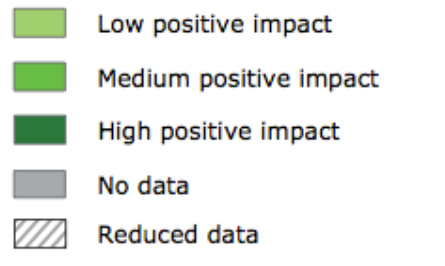 Low positive impact
Medium positive impact
High positive impact
No data
Reduced data